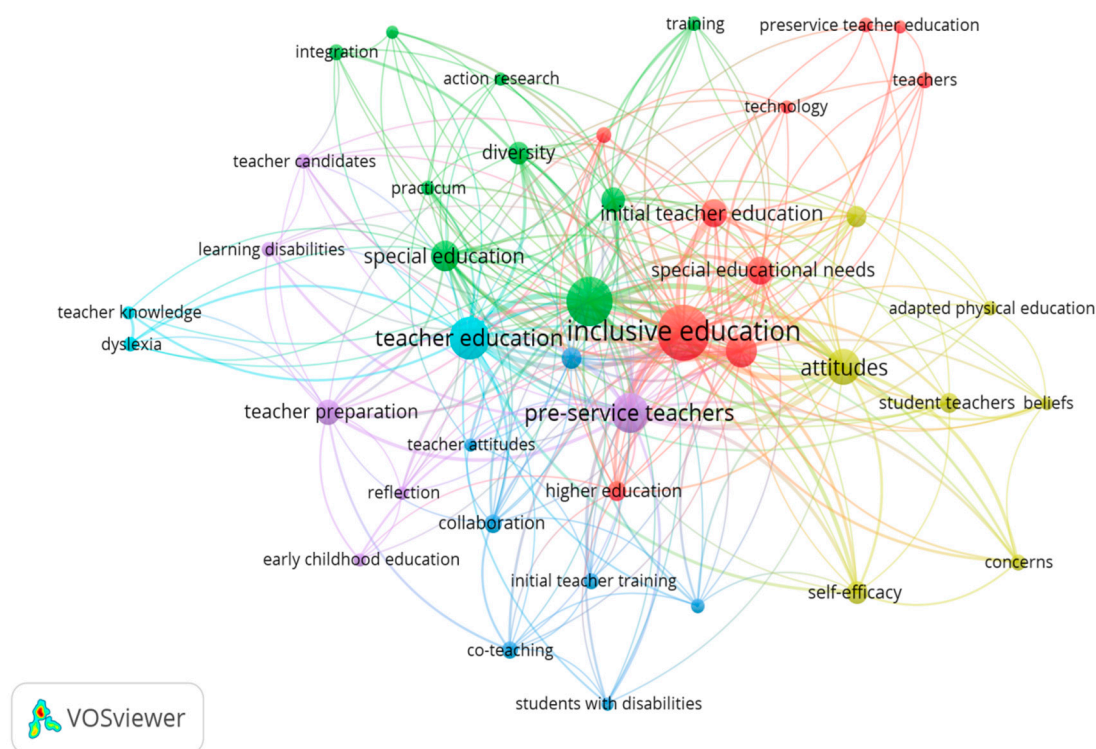 training
preservice teacher education
integration
action research
teachers
technology
teacher candidates
diversity
practicum
initial teacher education
learning disabilities
special education
special educational needs
teacher knowledge
adapted physical education
dyslexia
teacher education
inclusive education
attitudes
teacher preparation
pre-service teachers
student teachers
beliefs
teacher attitudes
reflection
higher education
collaboration
early childhood education
concerns
initial teacher training
self-efficacy
co-teaching
students with disabilities
VOSviewer